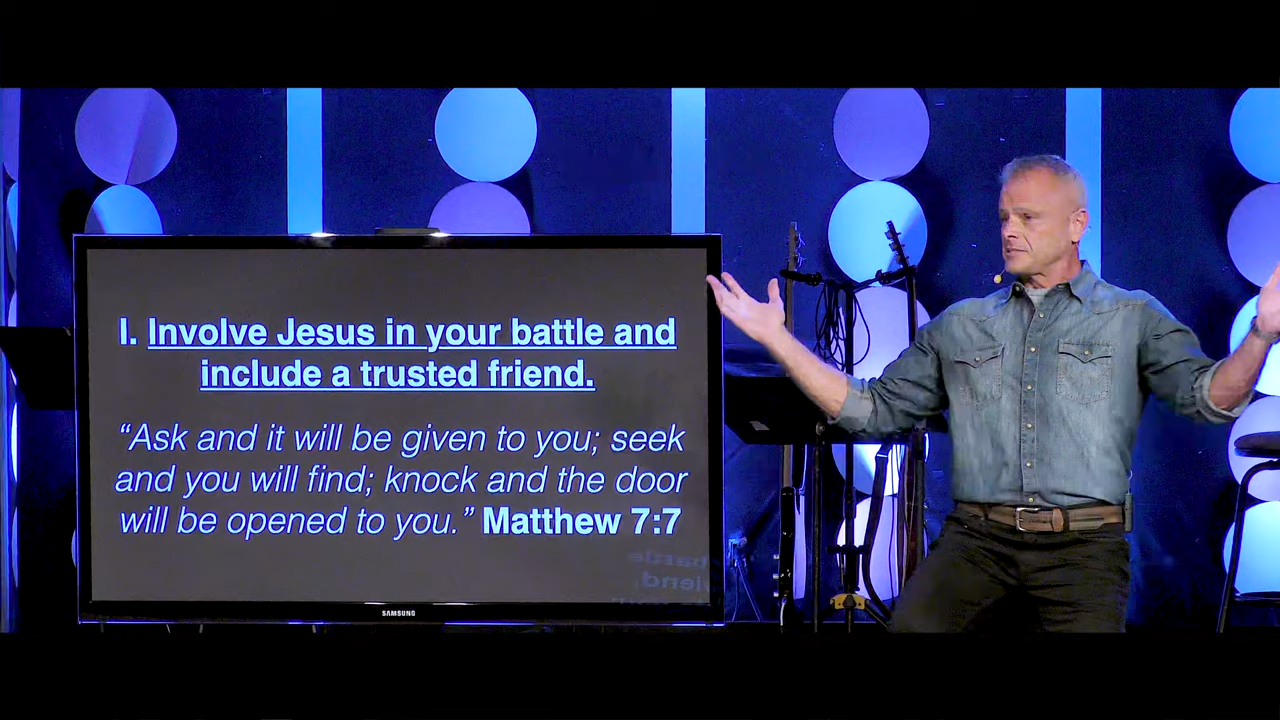 I. Involve Jesus in your battle and
include a trusted friend.
“Ask and it will be given to you; seek
and you will find; knock and the door
will be opened to you.” Matthew 7:7
SAMSUNG